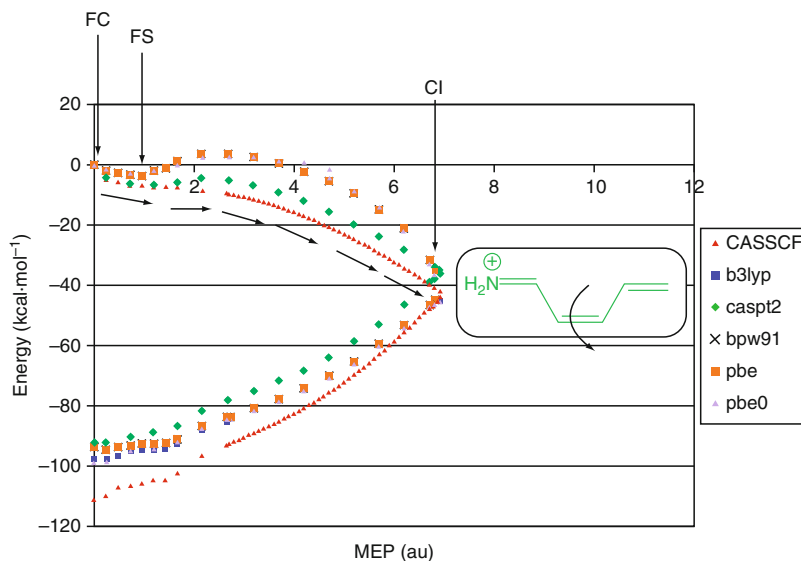 FC
FS
CI
20
0
−20
−40
−60
−80
−100
−120
0 2 4 6 8 10 12
Energy (kcal·mol⁻¹)
MEP (au)
H₂N
⊕
CASSCF
b3lyp
caspt2
bpw91
pbe
pbe0